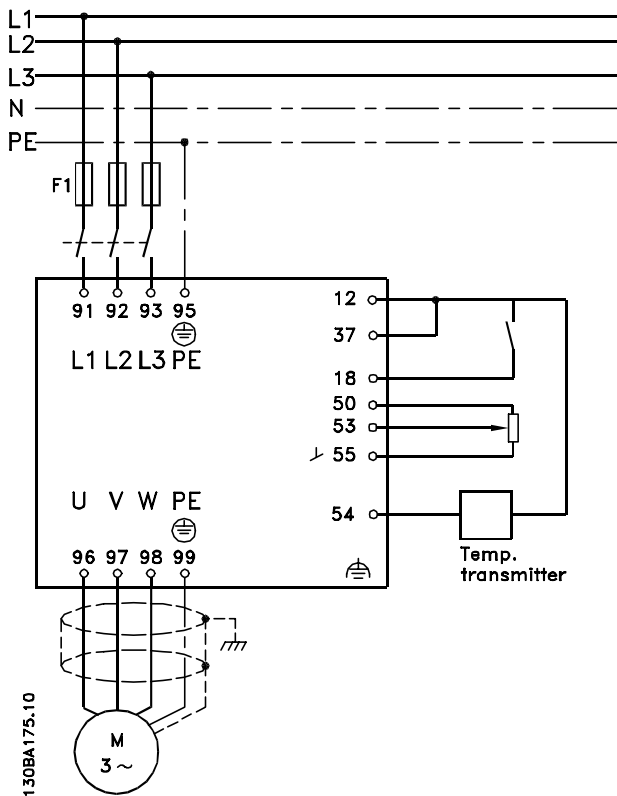 L1
L2
L3
N
PE
F1
91 92 93 95
L1 L2 L3 PE
12
37
18
50
53
55
54
Temp.
transmitter
U V W PE
96 97 98 99
M
3 ~
130BA175.10